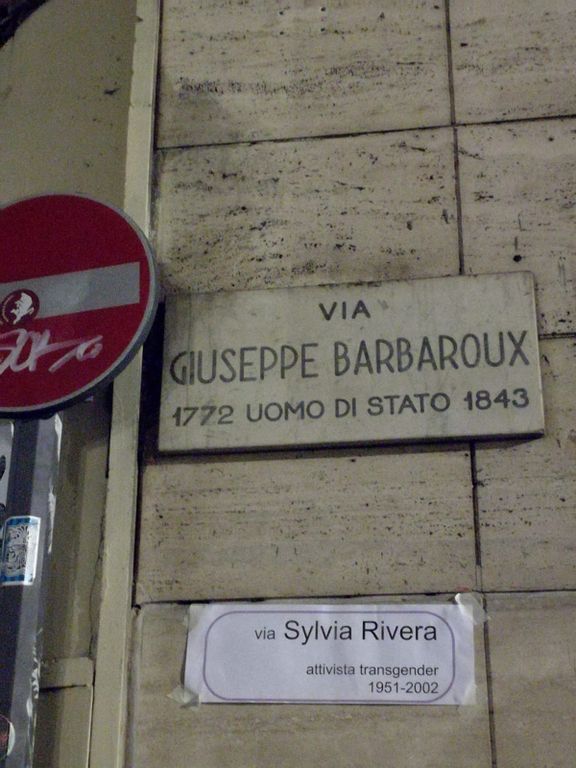 VIA
GIUSEPPE BARBAROUX
1772 UOMO DI STATO 1843
via Sylvia Rivera
attivista transgender
1951-2002